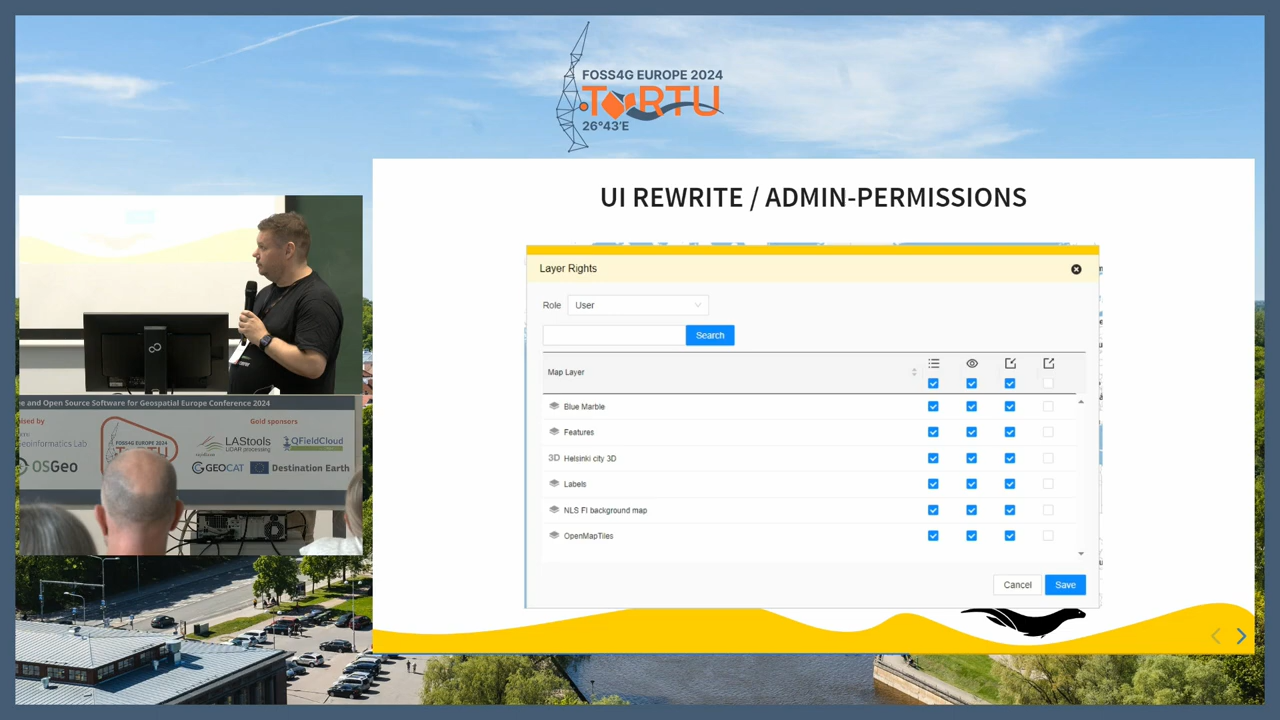 FOSS4G EUROPE 2024
TARTU
26°43'E
UI REWRITE / ADMIN-PERMISSIONS
Layer Rights
Role User
Search
Map Layer
Blue Marble
Features
3D Helsinki city 3D
Labels
NLS FI background map
OpenMapTiles
Cancel Save
and Open Source Software for Geospatial Europe Conference 2024
Gold sponsors
Geoinformatics Lab
FOSS4G EUROPE 2024
LAStools
LiDAR processing
QFieldCloud
OSGeo
GEOCAT
Destination Earth